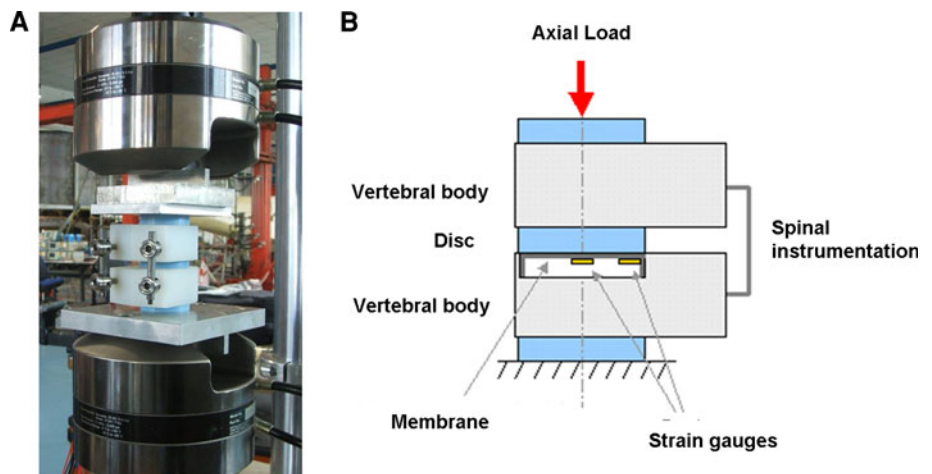 A
B
Axial Load
Vertebral body
Disc
Spinal
instrumentation
Vertebral body
Membrane
Strain gauges